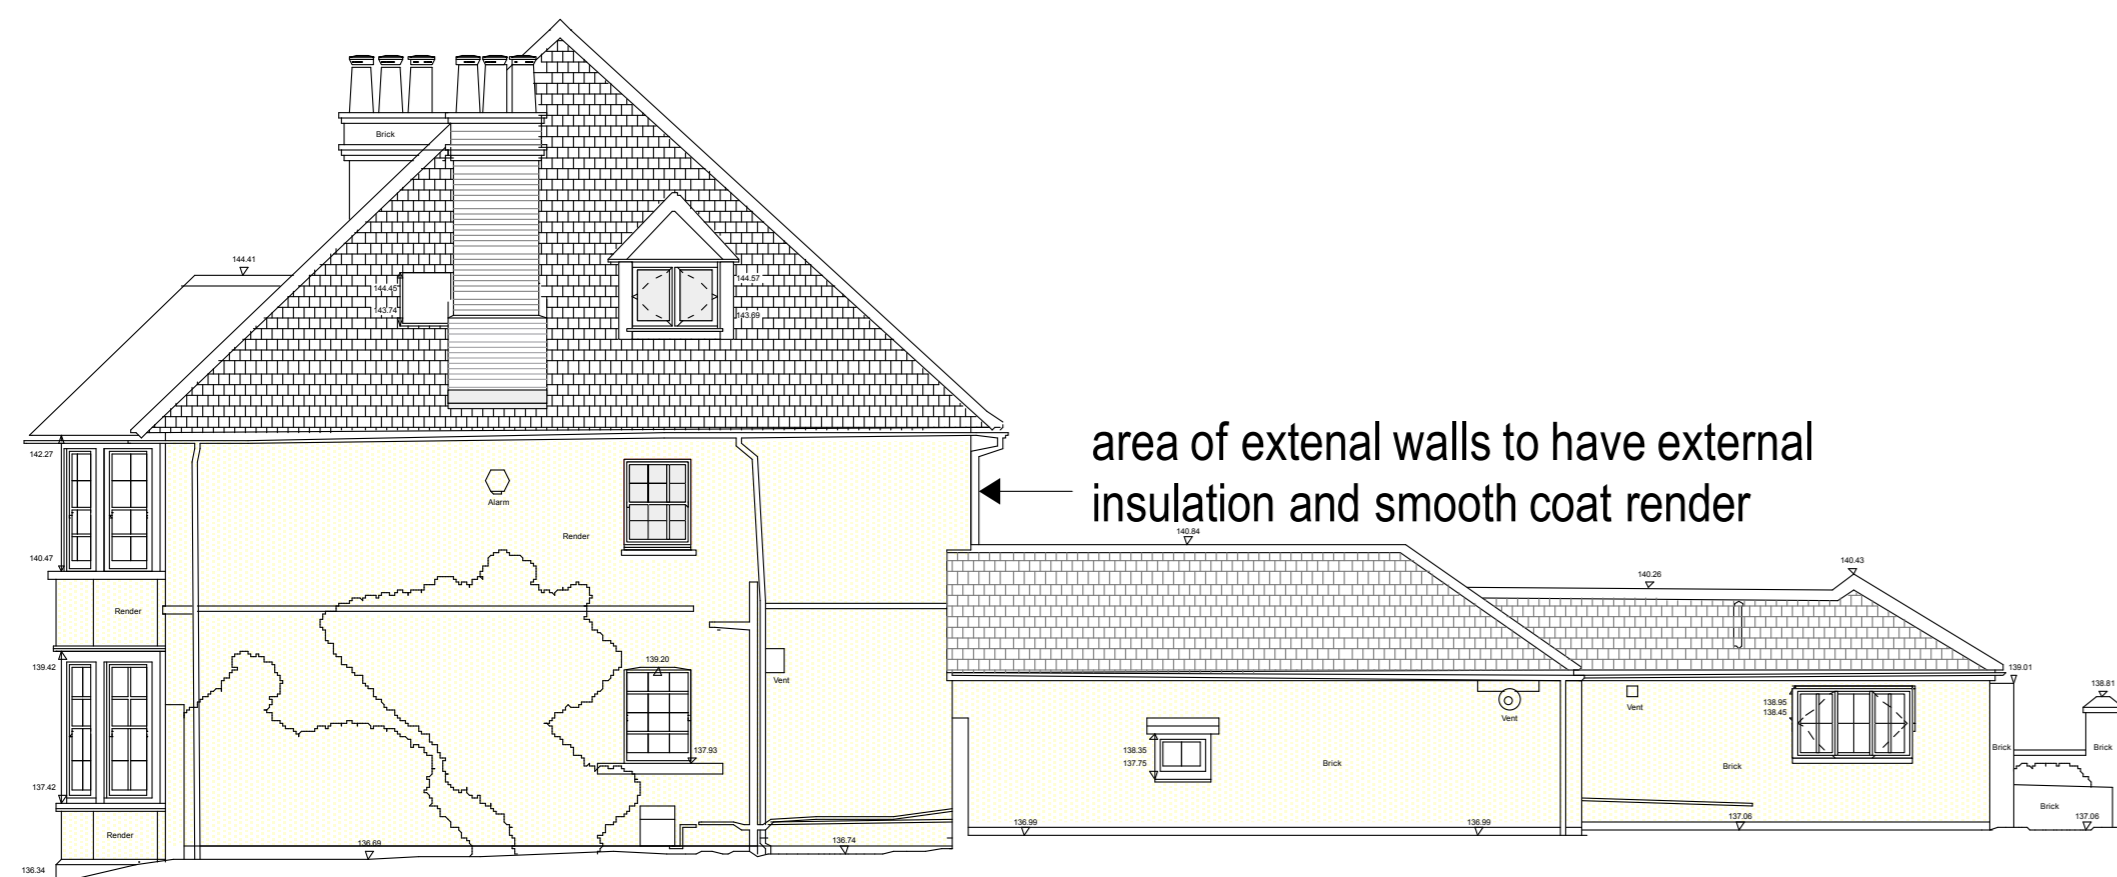 Brick
144.41
144.45
143.74
144.57
143.69
142.27
area of extenal walls to have external
insulation and smooth coat render
Alarm
Render
140.47
140.84
140.43
140.26
Render
139.42
139.20
Vent
139.01
138.81
138.95
138.45
Vent
Vent
137.93
138.35
137.75
Brick
Brick
Brick
Brick
137.42
Brick
Render
136.99
136.99
137.06
137.06
136.69
136.74
136.34